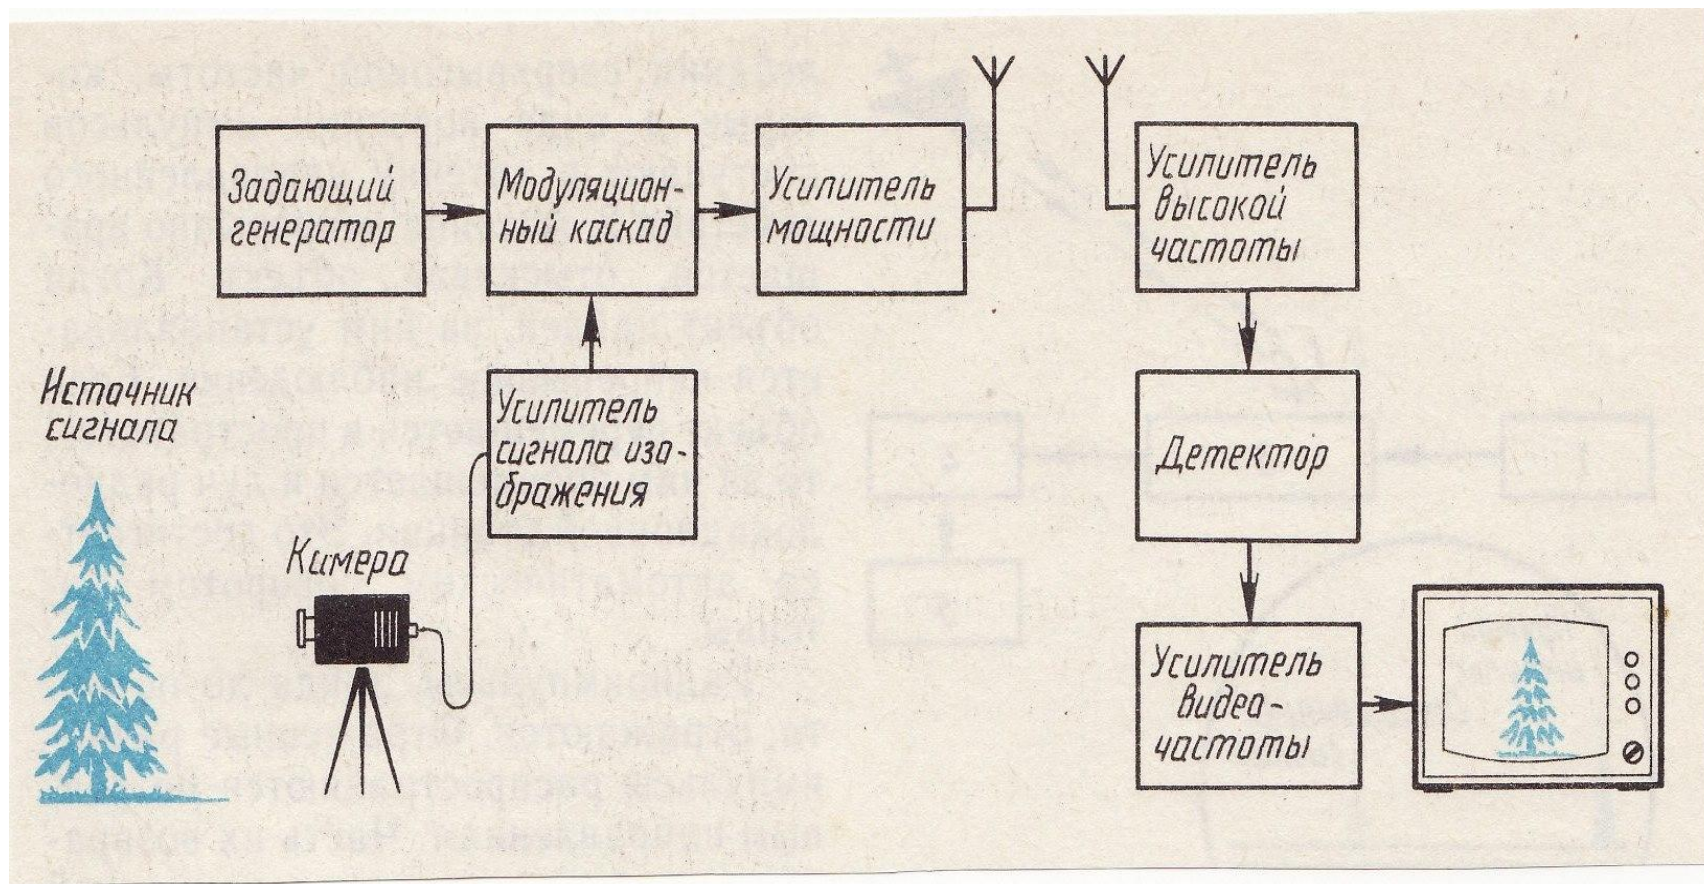 Задающий
генератор
Модуляцион-
ный каскад
Усилитель
мощности
Усилитель
высокой
частоты
Источник
сигнала
Усилитель
сигнала изо-
бражения
Детектор
Кимера
Усилитель
видео-
частоты